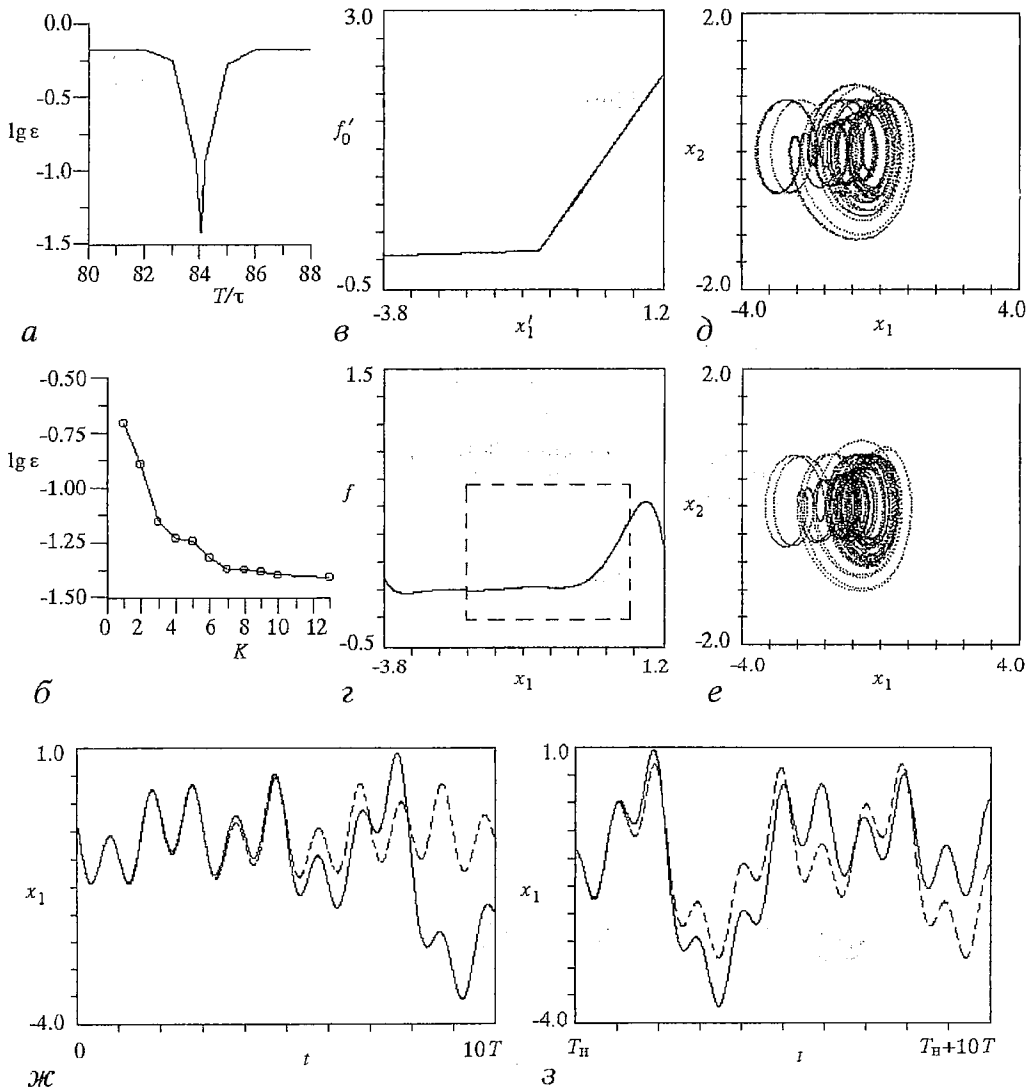 0.0
-0.5
lg ε
-1.0
-1.5
80 82 84 86 88
T/τ
а
3.0
f₀′
-0.5
-3.8 x₁′ 1.2
в
2.0
x₂
-2.0
-4.0 x₁ 4.0
д
-0.50
-0.75
lg ε
-1.00
-1.25
-1.50
0 2 4 6 8 10 12
K
б
1.5
f
-0.5
-3.8 x₁ 1.2
г
2.0
x₂
-2.0
-4.0 x₁ 4.0
е
1.0
x₁
-4.0
0 t 10T
ж
1.0
x₁
-4.0
Tн t Tн+10T
з